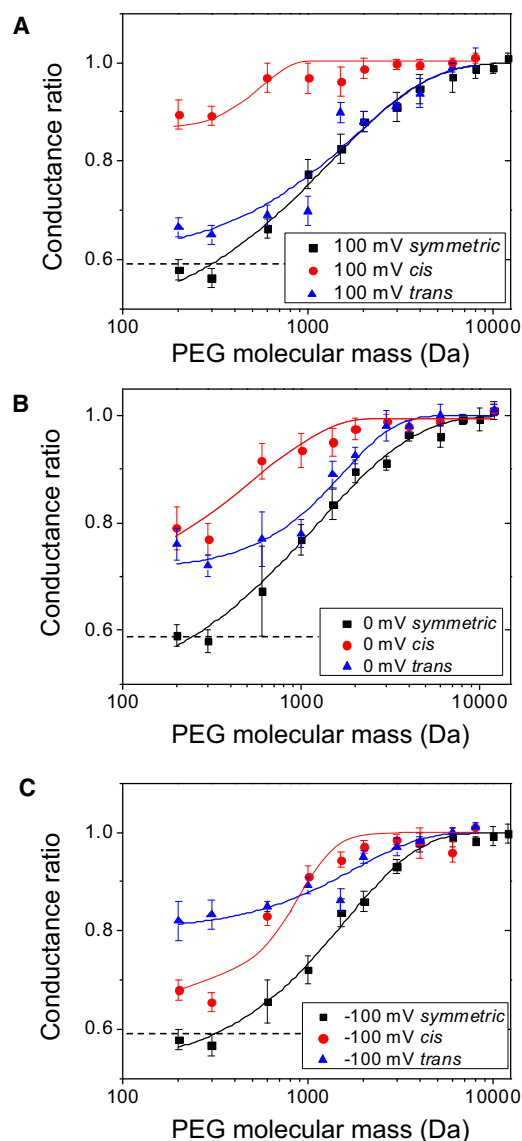 A
Conductance ratio
1.0
0.8
0.6
100 mV symmetric
100 mV cis
100 mV trans
100
1000
10000
PEG molecular mass (Da)
B
Conductance ratio
1.0
0.8
0.6
0 mV symmetric
0 mV cis
0 mV trans
100
1000
10000
PEG molecular mass (Da)
C
Conductance ratio
1.0
0.8
0.6
-100 mV symmetric
-100 mV cis
-100 mV trans
100
1000
10000
PEG molecular mass (Da)